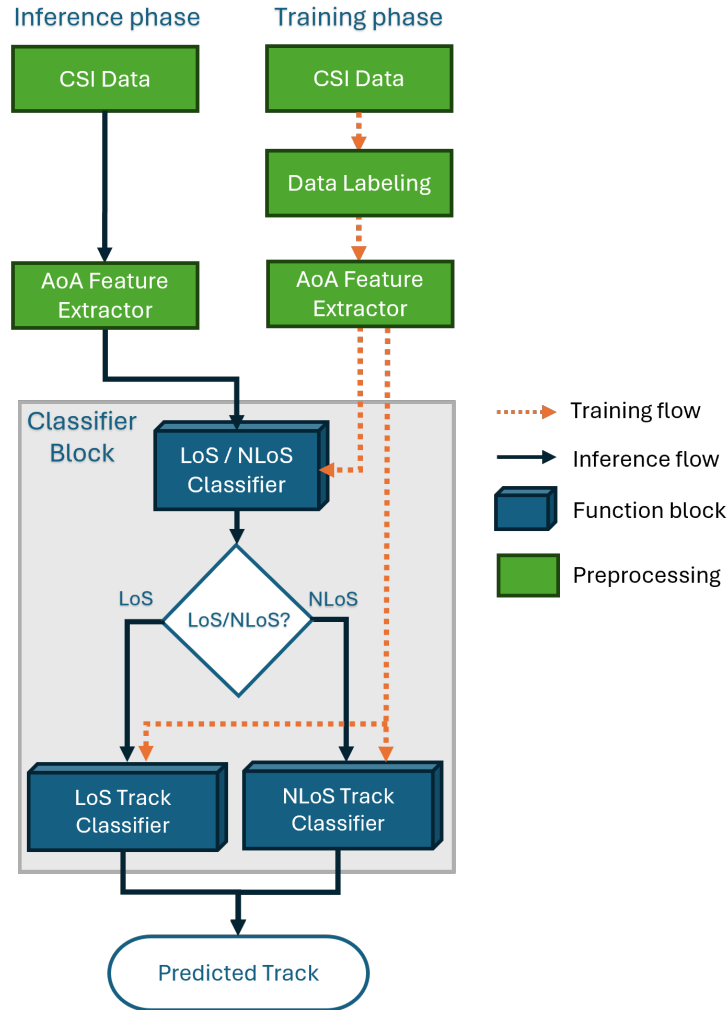 Inference phase
Training phase
CSI Data
CSI Data
Data Labeling
AoA Feature
Extractor
AoA Feature
Extractor
Classifier
Block
LoS / NLoS
Classifier
LoS
LoS/NLoS?
NLoS
LoS Track
Classifier
NLoS Track
Classifier
Predicted Track
Training flow
Inference flow
Function block
Preprocessing